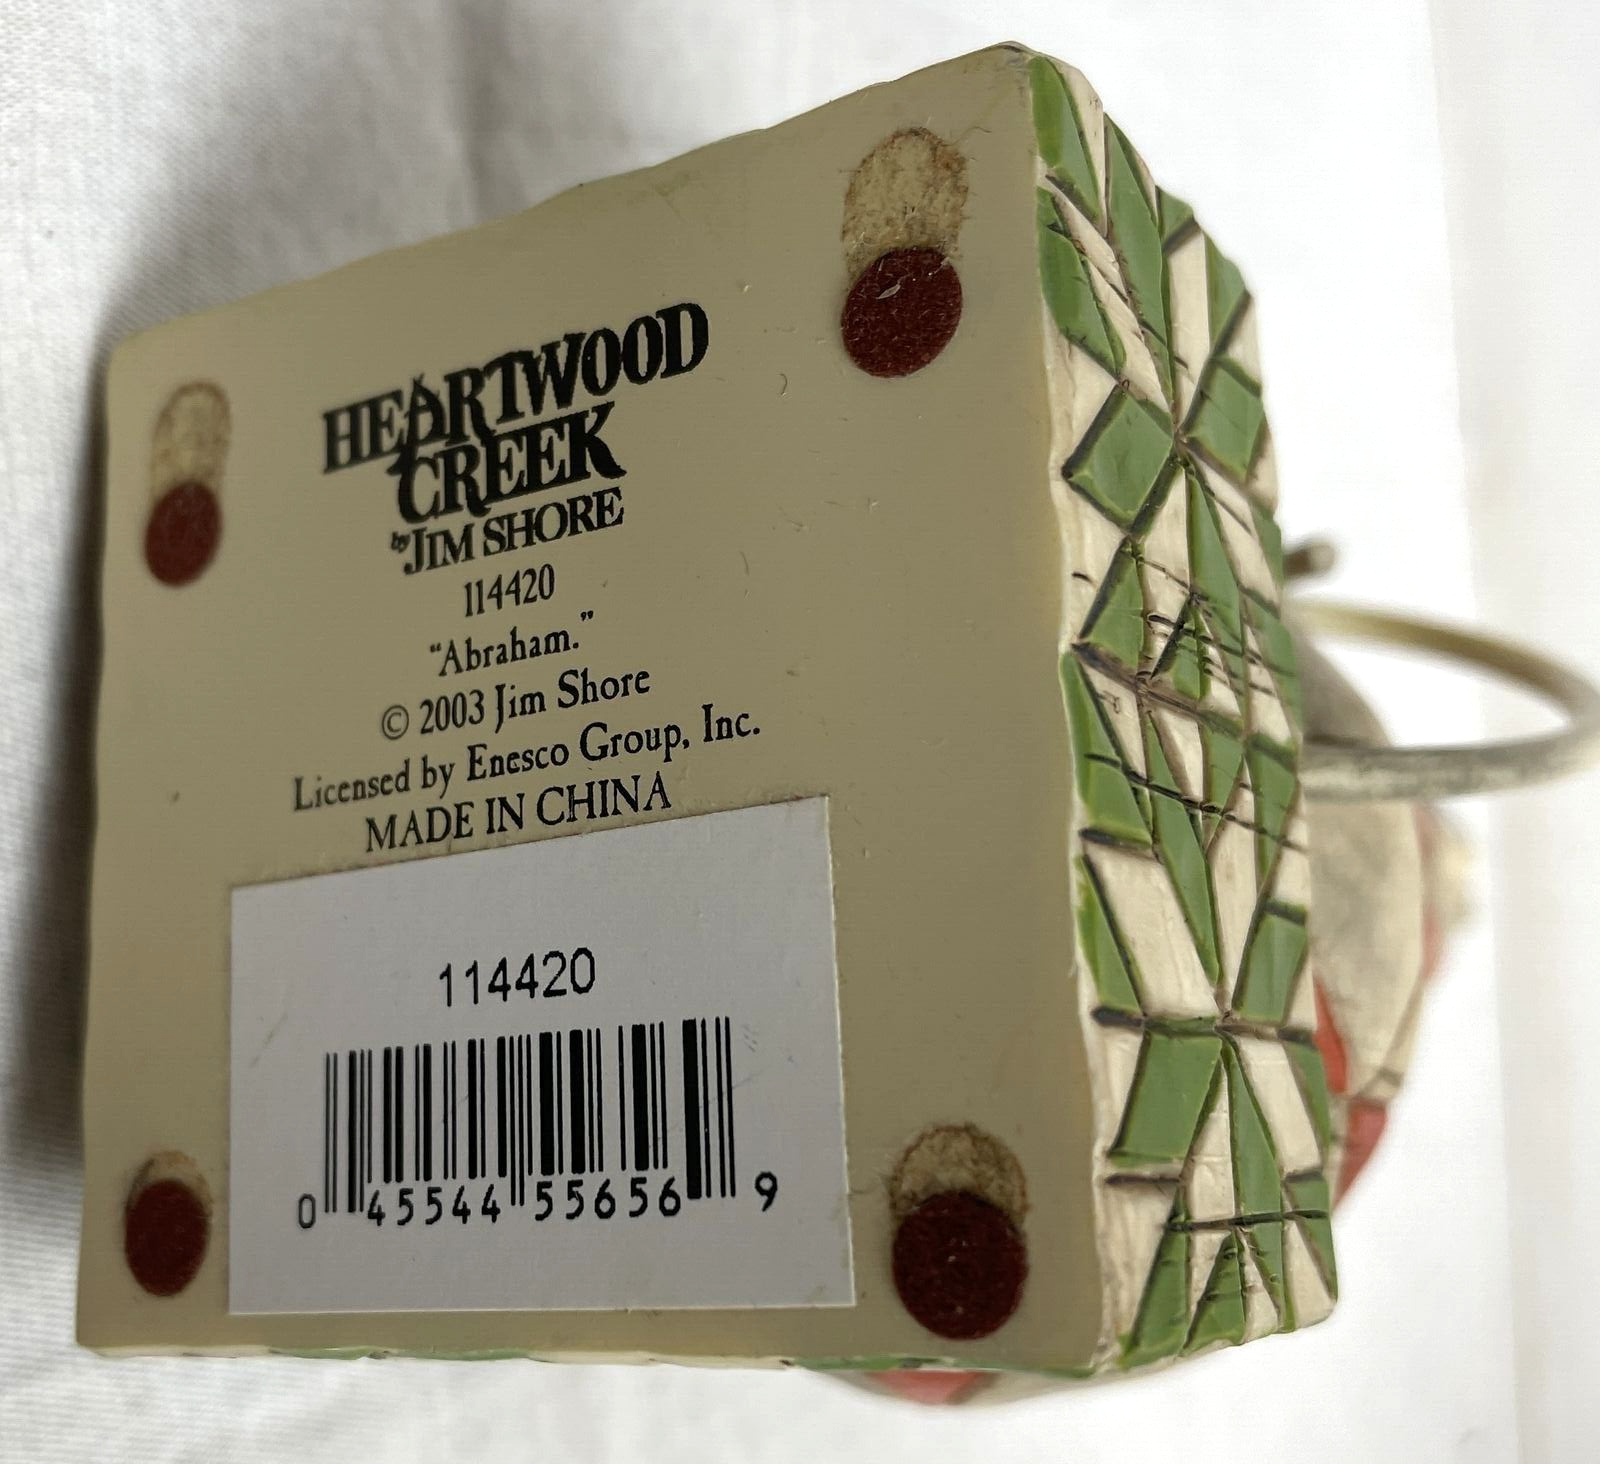 HEARTWOOD
CREEK
by JIM SHORE
114420
“Abraham.”
© 2003 Jim Shore
Licensed by Enesco Group, Inc.
MADE IN CHINA
114420
0 45544 55656 9